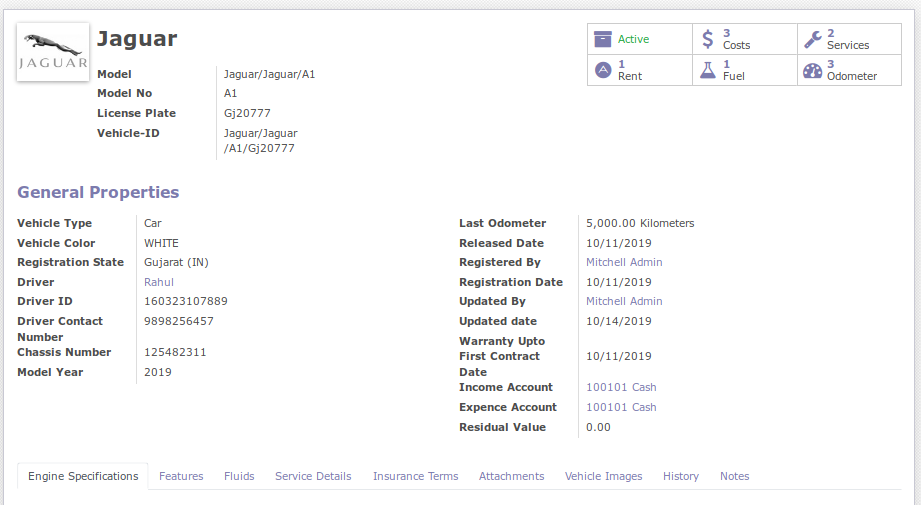 JAGUAR
Jaguar
Model Jaguar/Jaguar/A1
Model No A1
License Plate Gj20777
Vehicle-ID Jaguar/Jaguar
/A1/Gj20777
Active
3
Costs
2
Services
1
Rent
1
Fuel
3
Odometer
General Properties
Vehicle Type Car
Vehicle Color WHITE
Registration State Gujarat (IN)
Driver Rahul
Driver ID 160323107889
Driver Contact 9898256457
Number
Chassis Number 125482311
Model Year 2019
Last Odometer 5,000.00 Kilometers
Released Date 10/11/2019
Registered By Mitchell Admin
Registration Date 10/11/2019
Updated By Mitchell Admin
Updated date 10/14/2019
Warranty Upto
First Contract 10/11/2019
Date
Income Account 100101 Cash
Expence Account 100101 Cash
Residual Value 0.00
Engine Specifications Features Fluids Service Details Insurance Terms Attachments Vehicle Images History Notes